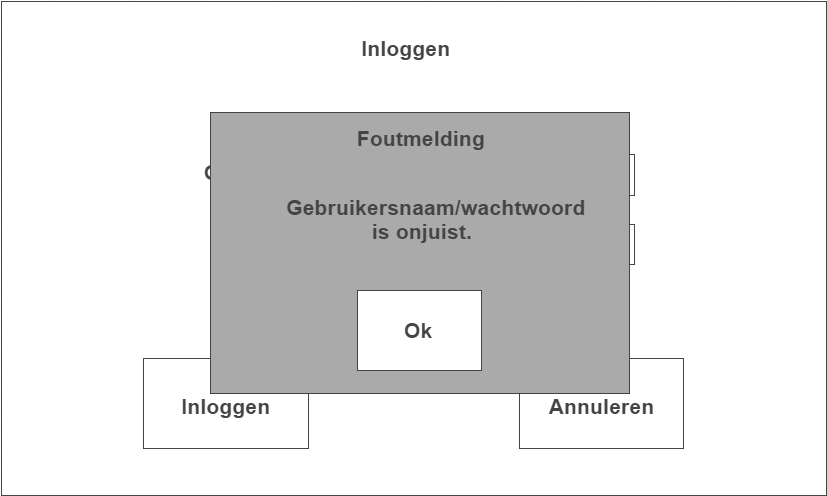 Inloggen
Foutmelding
Gebruikersnaam/wachtwoord
is onjuist.
Ok
Inloggen
Annuleren